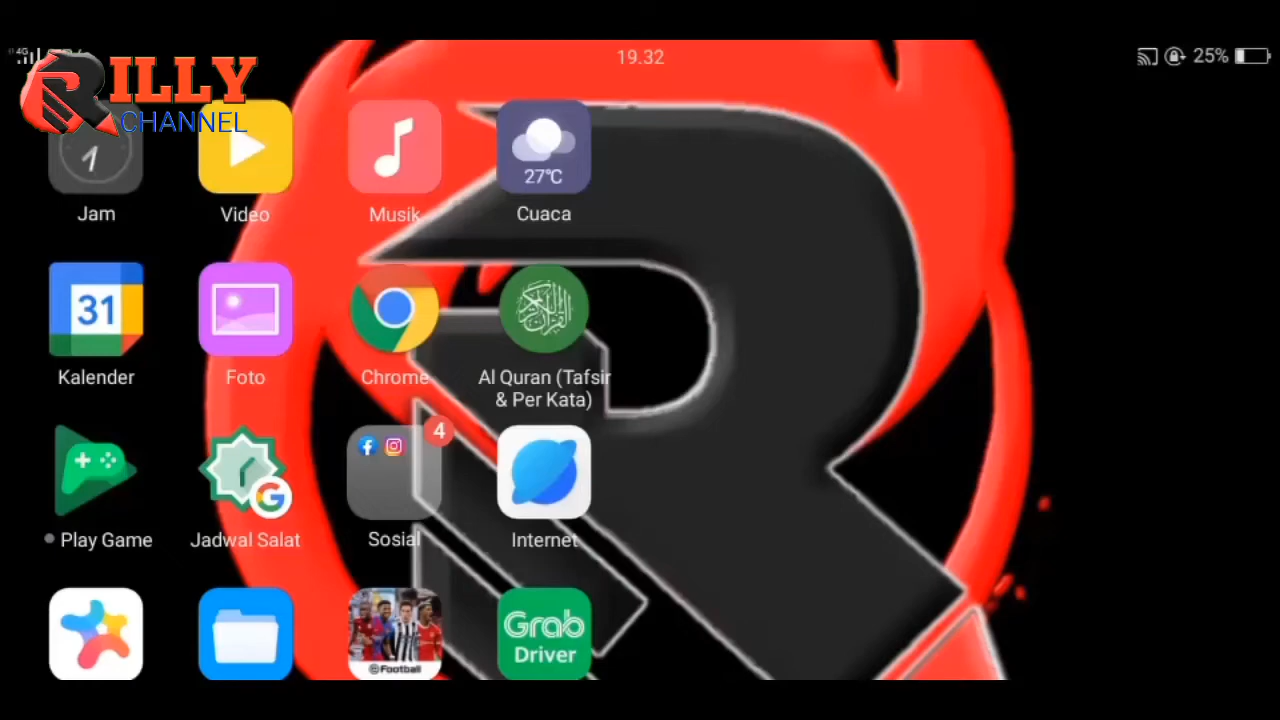 4G
19.32
25%
RILLY
CHANNEL
27°C
Jam
Video
Musik
Cuaca
31
Kalender
Foto
Chrome
Al Quran (Tafsir
& Per Kata)
4
Play Game
Jadwal Salat
Sosial
Internet
eFootball
Grab
Driver